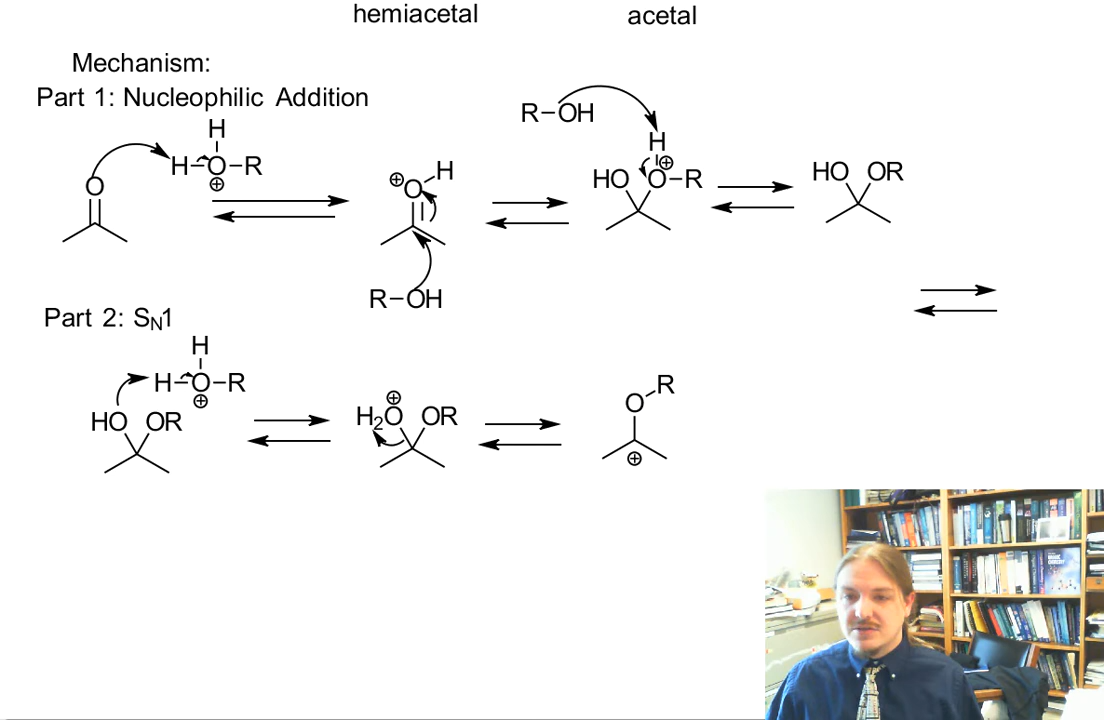 hemiacetal acetal
Mechanism:
Part 1: Nucleophilic Addition
R–OH
H
H–O–R
⊕
O
⊕
O
H
R–OH
H
⊕
HO O–R
HO OR
Part 2: SN1
H
H–O–R
⊕
HO OR
⊕
H2O OR
R
O
⊕